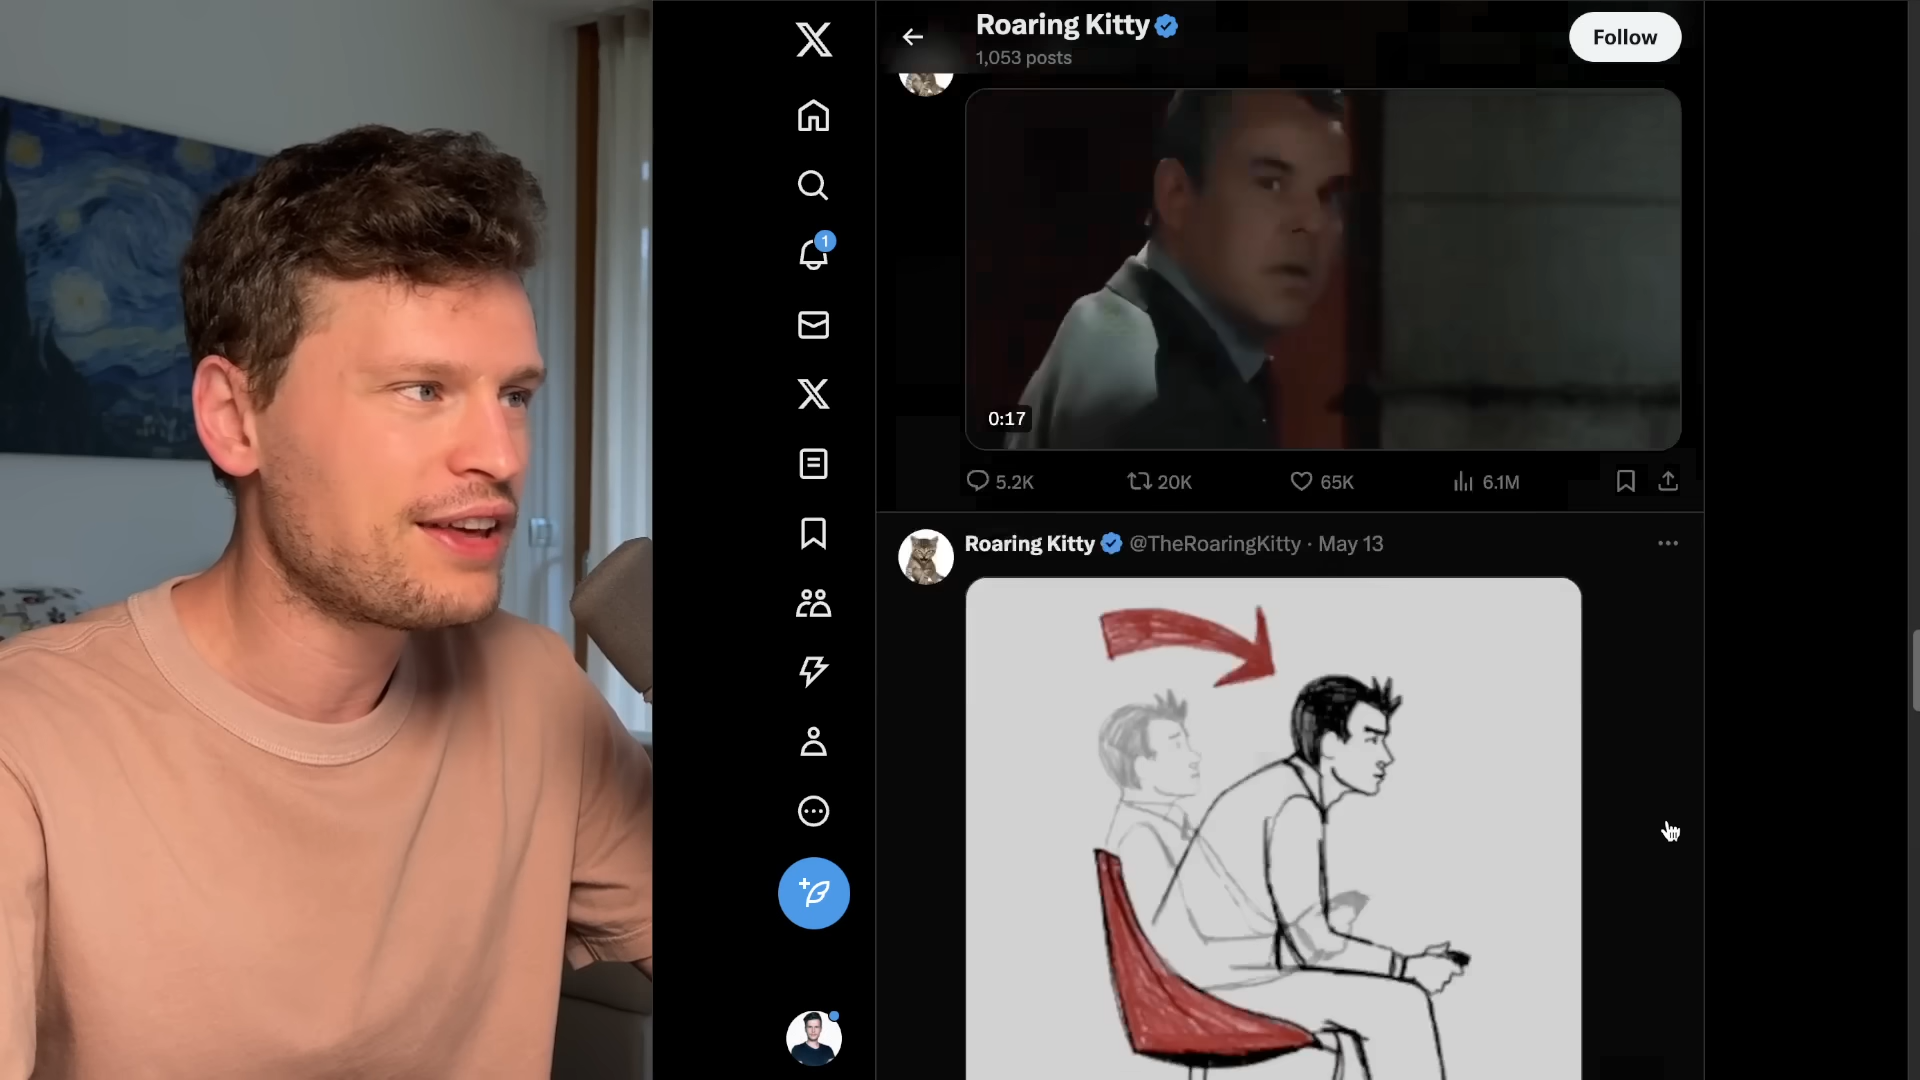 Roaring Kitty
1,053 posts
Follow
1
0:17
5.2K
20K
65K
6.1M
Roaring Kitty @TheRoaringKitty · May 13